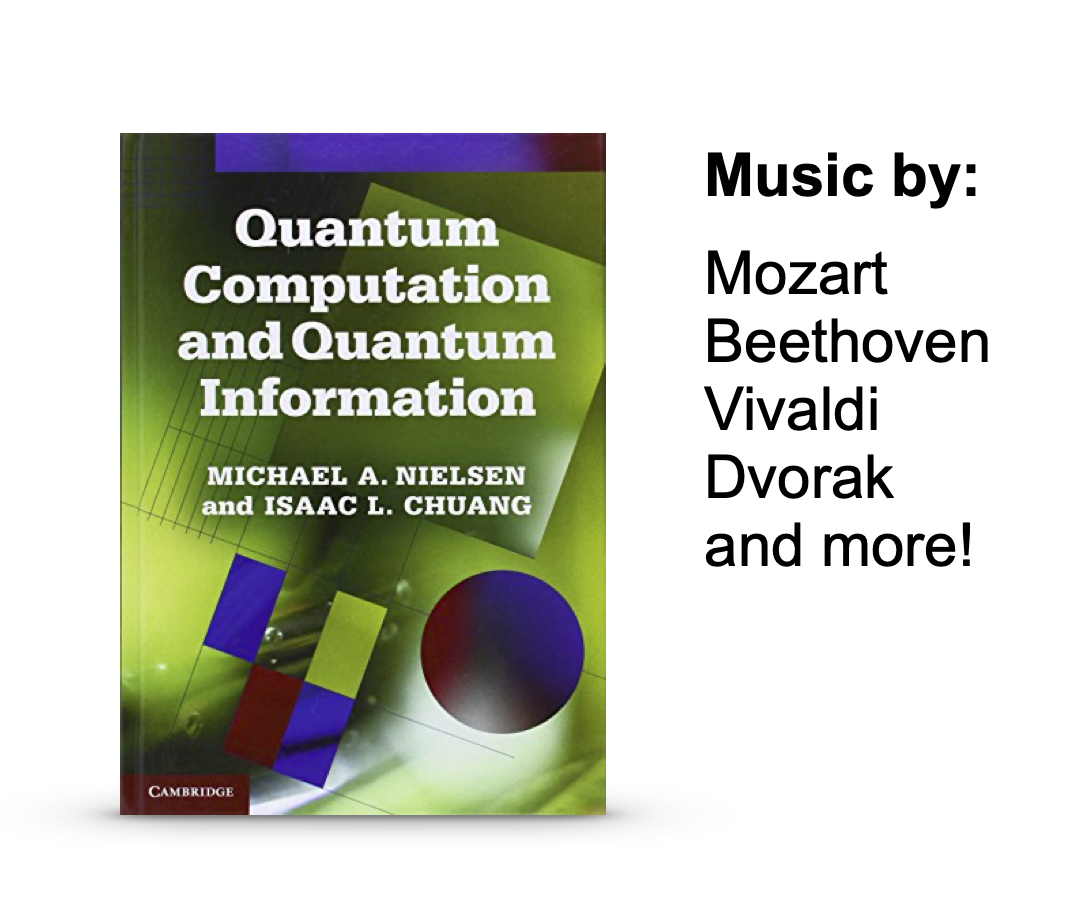 Quantum
Computation
and Quantum
Information
MICHAEL A. NIELSEN
and ISAAC L. CHUANG
CAMBRIDGE
Music by:
Mozart
Beethoven
Vivaldi
Dvorak
and more!